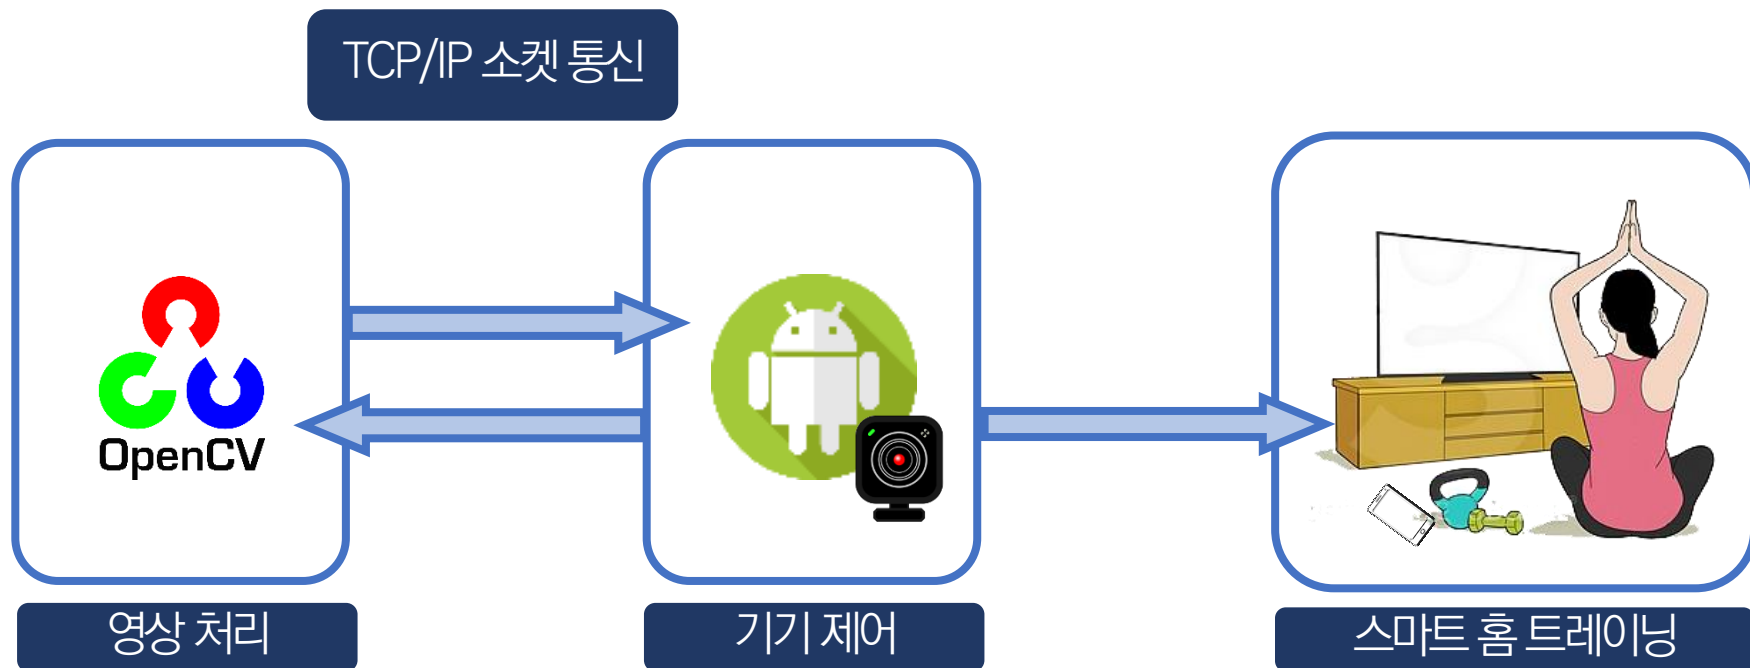 TCP/IP 소켓 통신
OpenCV
영상 처리
기기 제어
스마트 홈 트레이닝